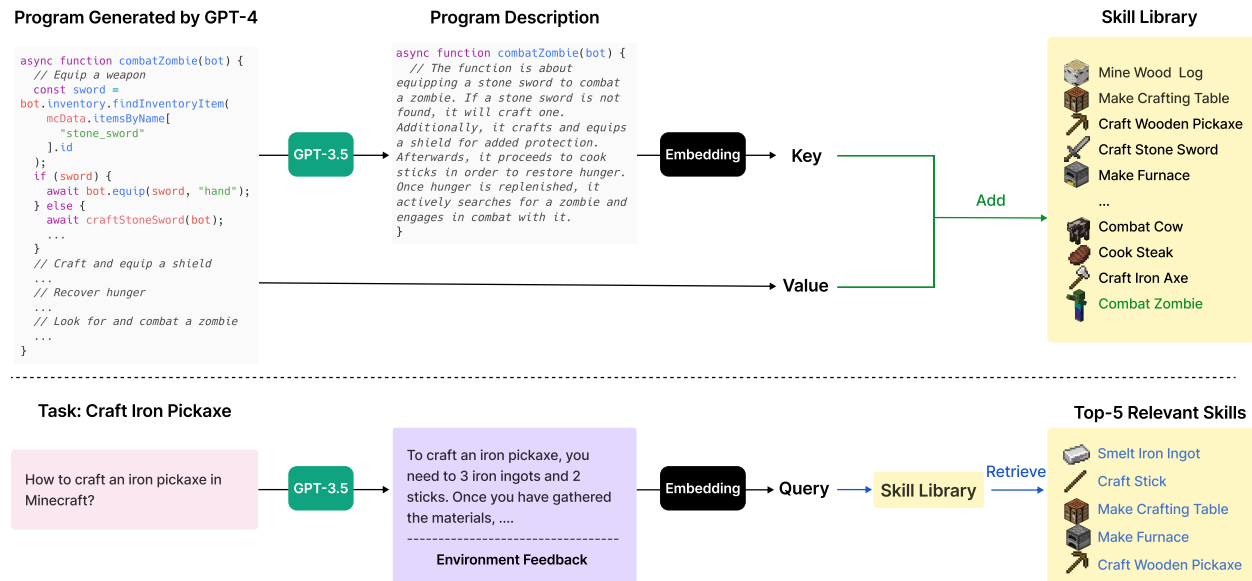 Program Generated by GPT-4
Program Description
Skill Library
async function combatZombie(bot) {
// Equip a weapon
const sword =
bot.inventory.findInventoryItem(
mcData.itemsByName[
"stone_sword"
].id
);
if (sword) {
await bot.equip(sword, "hand");
} else {
await craftStoneSword(bot);
...
}
// Craft and equip a shield
...
// Recover hunger
...
// Look for and combat a zombie
...
}
GPT-3.5
async function combatZombie(bot) {
// The function is about
equipping a stone sword to combat
a zombie. If a stone sword is not
found, it will craft one.
Additionally, it crafts and equips
a shield for added protection.
Afterwards, it proceeds to cook
sticks in order to restore hunger.
Once hunger is replenished, it
actively searches for a zombie and
engages in combat with it.
}
Embedding
Key
Value
Add
Mine Wood Log
Make Crafting Table
Craft Wooden Pickaxe
Craft Stone Sword
Make Furnace
...
Combat Cow
Cook Steak
Craft Iron Axe
Combat Zombie
Task: Craft Iron Pickaxe
Top-5 Relevant Skills
How to craft an iron pickaxe in
Minecraft?
GPT-3.5
To craft an iron pickaxe, you
need to 3 iron ingots and 2
sticks. Once you have gathered
the materials, ....
Environment Feedback
Embedding
Query
Skill Library
Retrieve
Smelt Iron Ingot
Craft Stick
Make Crafting Table
Make Furnace
Craft Wooden Pickaxe